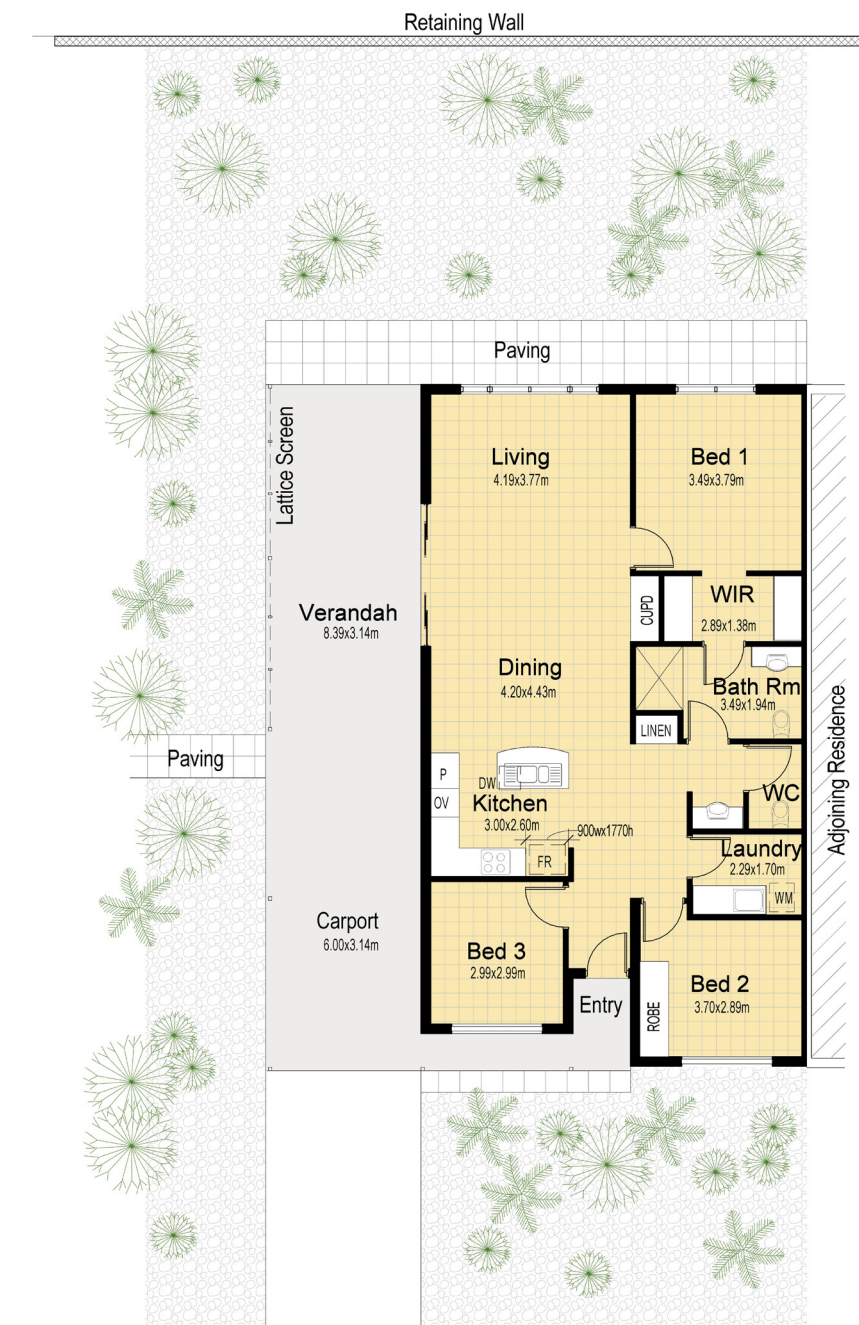 Retaining Wall
Paving
Lattice Screen
Living
4.19x3.77m
Bed 1
3.49x3.79m
CUPD
WIR
2.89x1.38m
Verandah
8.39x3.14m
Dining
4.20x4.43m
Bath Rm
3.49x1.94m
LINEN
Adjoining Residence
Paving
P
OV
DW
Kitchen
3.00x2.60m
900wx1770h
FR
WC
Laundry
2.29x1.70m
WM
Carport
6.00x3.14m
Bed 3
2.99x2.99m
Entry
ROBE
Bed 2
3.70x2.89m